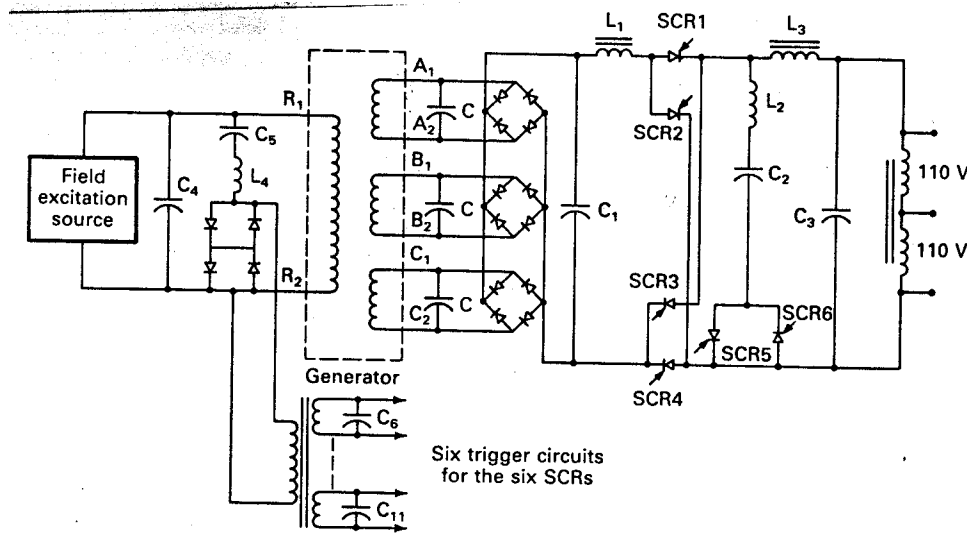 L1
SCR1
L3
A1
R1
C
C5
A2
SCR2
L2
Field
excitation
source
C4
L4
B1
110 V
C
C1
C2
B2
C3
R2
C1
110 V
SCR3
SCR6
C2
C
SCR5
Generator
SCR4
C6
Six trigger circuits
for the six SCRs
C11